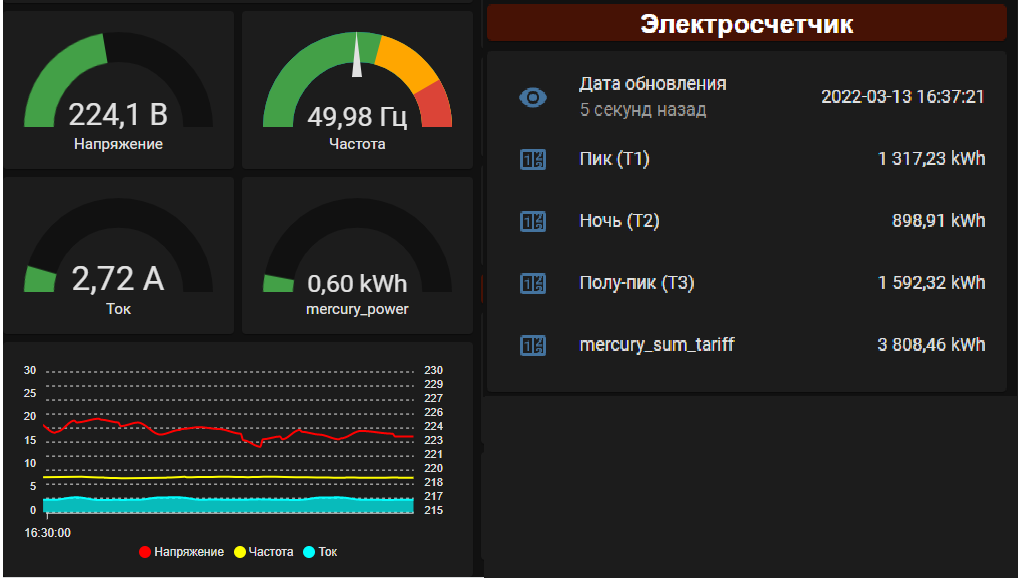 224,1 В
Напряжение
49,98 Гц
Частота
2,72 А
Ток
0,60 kWh
mercury_power
30
25
20
15
10
5
0
230
229
227
226
224
223
221
220
218
217
215
16:30:00
Напряжение Частота Ток
Электросчетчик
Дата обновления
5 секунд назад
2022-03-13 16:37:21
Пик (Т1) 1 317,23 kWh
Ночь (Т2) 898,91 kWh
Полу-пик (Т3) 1 592,32 kWh
mercury_sum_tariff 3 808,46 kWh